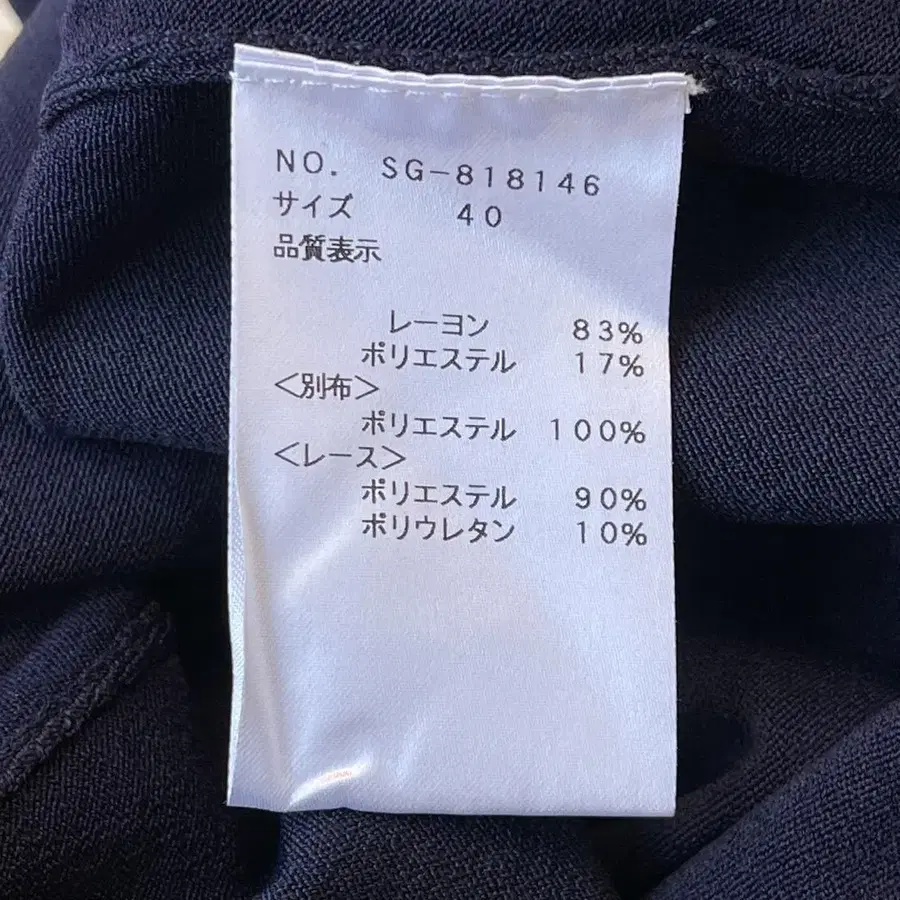 NO. SG-818146
サイズ 40
品質表示
レーヨン 83%
ポリエステル 17%
<別布>
ポリエステル 100%
<レース>
ポリエステル 90%
ポリウレタン 10%